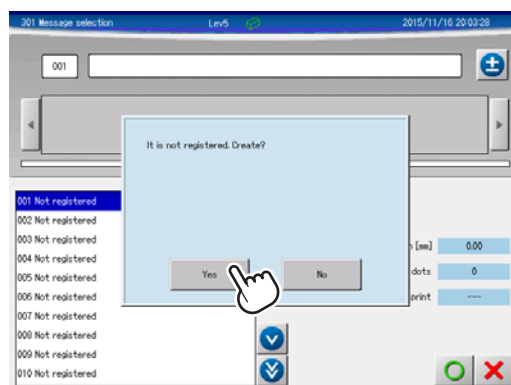 301 Message selection Lev5 2015/11/16 20:03:28
001
It is not registered. Create?
001 Not registered
002 Not registered
003 Not registered
[mm] 0.00
004 Not registered
dots 0
005 Not registered
Yes No
006 Not registered
print ---
007 Not registered
008 Not registered
009 Not registered
010 Not registered